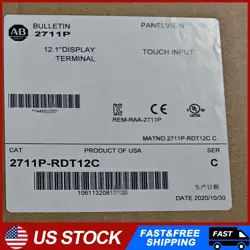 AB
BULLETIN
2711P
PANELVIEW
12.1"DISPLAY
TERMINAL
TOUCH INPUT
REM-RAA-2711P
MATNO.2711P-RDT12C C
CAT
PRODUCT OF USA
SER
2711P-RDT12C
C
DATE 2020/10/30
US STOCK
Fast&Free
SHIPPING